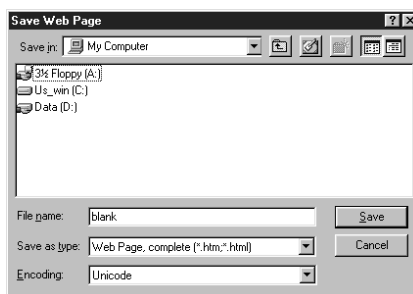 Save Web Page
Save in: My Computer
3½ Floppy (A:)
Us_win (C:)
Data (D:)
File name: blank Save
Save as type: Web Page, complete (*.htm;*.html) Cancel
Encoding: Unicode